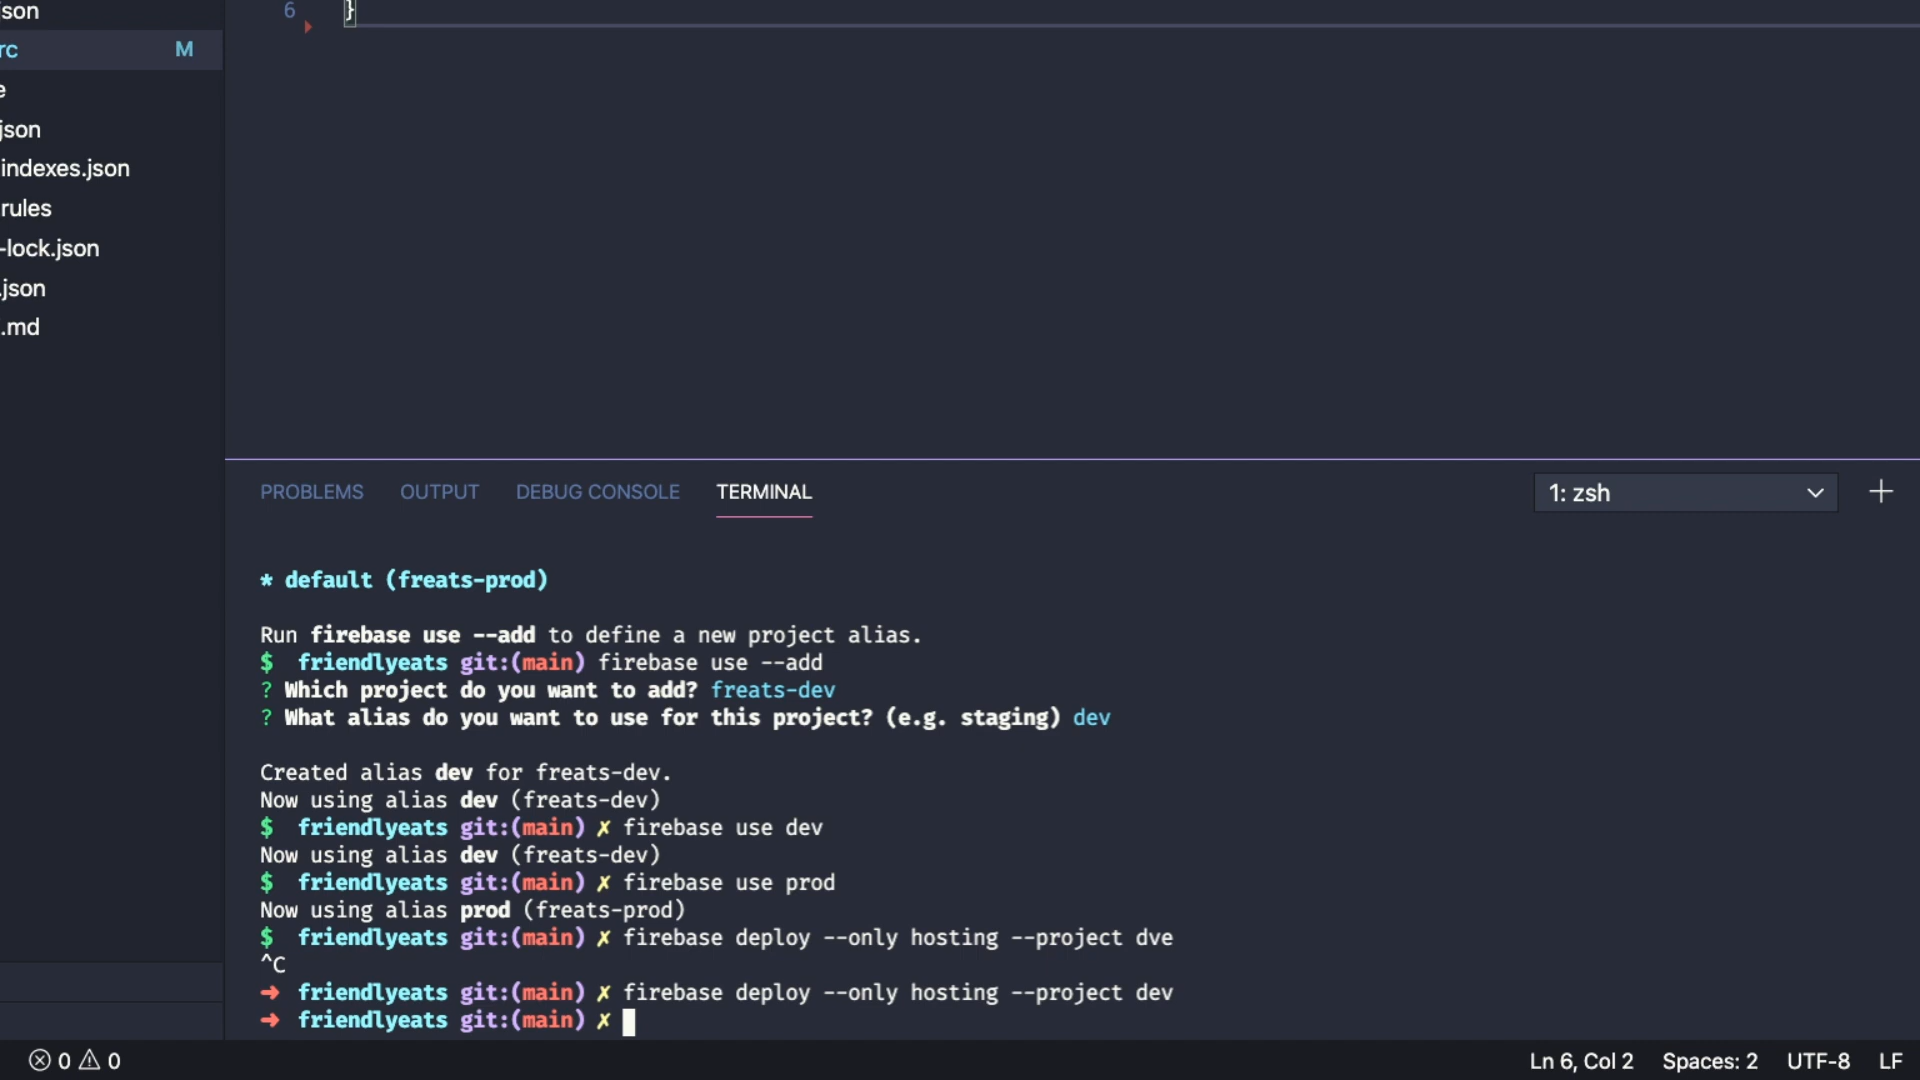 son
rc M
e
json
indexes.json
rules
-lock.json
.json
.md
6 }
PROBLEMS OUTPUT DEBUG CONSOLE TERMINAL 1: zsh
* default (freats-prod)
Run firebase use --add to define a new project alias.
$ friendlyeats git:(main) firebase use --add
? Which project do you want to add? freats-dev
? What alias do you want to use for this project? (e.g. staging) dev
Created alias dev for freats-dev.
Now using alias dev (freats-dev)
$ friendlyeats git:(main) ✗ firebase use dev
Now using alias dev (freats-dev)
$ friendlyeats git:(main) ✗ firebase use prod
Now using alias prod (freats-prod)
$ friendlyeats git:(main) ✗ firebase deploy --only hosting --project dve
^C
➜ friendlyeats git:(main) ✗ firebase deploy --only hosting --project dev
➜ friendlyeats git:(main) ✗
0 0 Ln 6, Col 2 Spaces: 2 UTF-8 LF